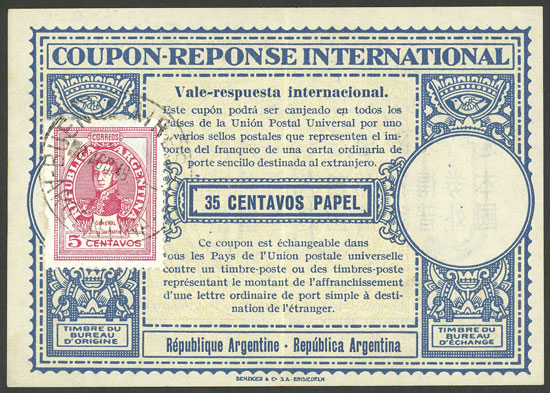 COUPON-RÉPONSE INTERNATIONAL
Vale-respuesta internacional.
Este cupón podrá ser canjeado en todos los
Países de la Unión Postal Universal por uno
o varios sellos postales que representen el im-
porte del franqueo de una carta ordinaria de
porte sencillo destinada al extranjero.
CORREOS
REPUBLICA ARGENTINA
GENERAL
5 CENTAVOS
BUENOS AIRES
35 CENTAVOS PAPEL
Ce coupon est échangeable dans
tous les Pays de l'Union postale universelle
contre un timbre-poste ou des timbres-poste
représentant le montant de l'affranchissement
d'une lettre ordinaire de port simple à desti-
nation de l'étranger.
TIMBRE DU
BUREAU
D'ORIGINE
République Argentine - República Argentina
TIMBRE DU
BUREAU
D'ÉCHANGE
BENZIGER & Cº S.A. EINSIEDELN